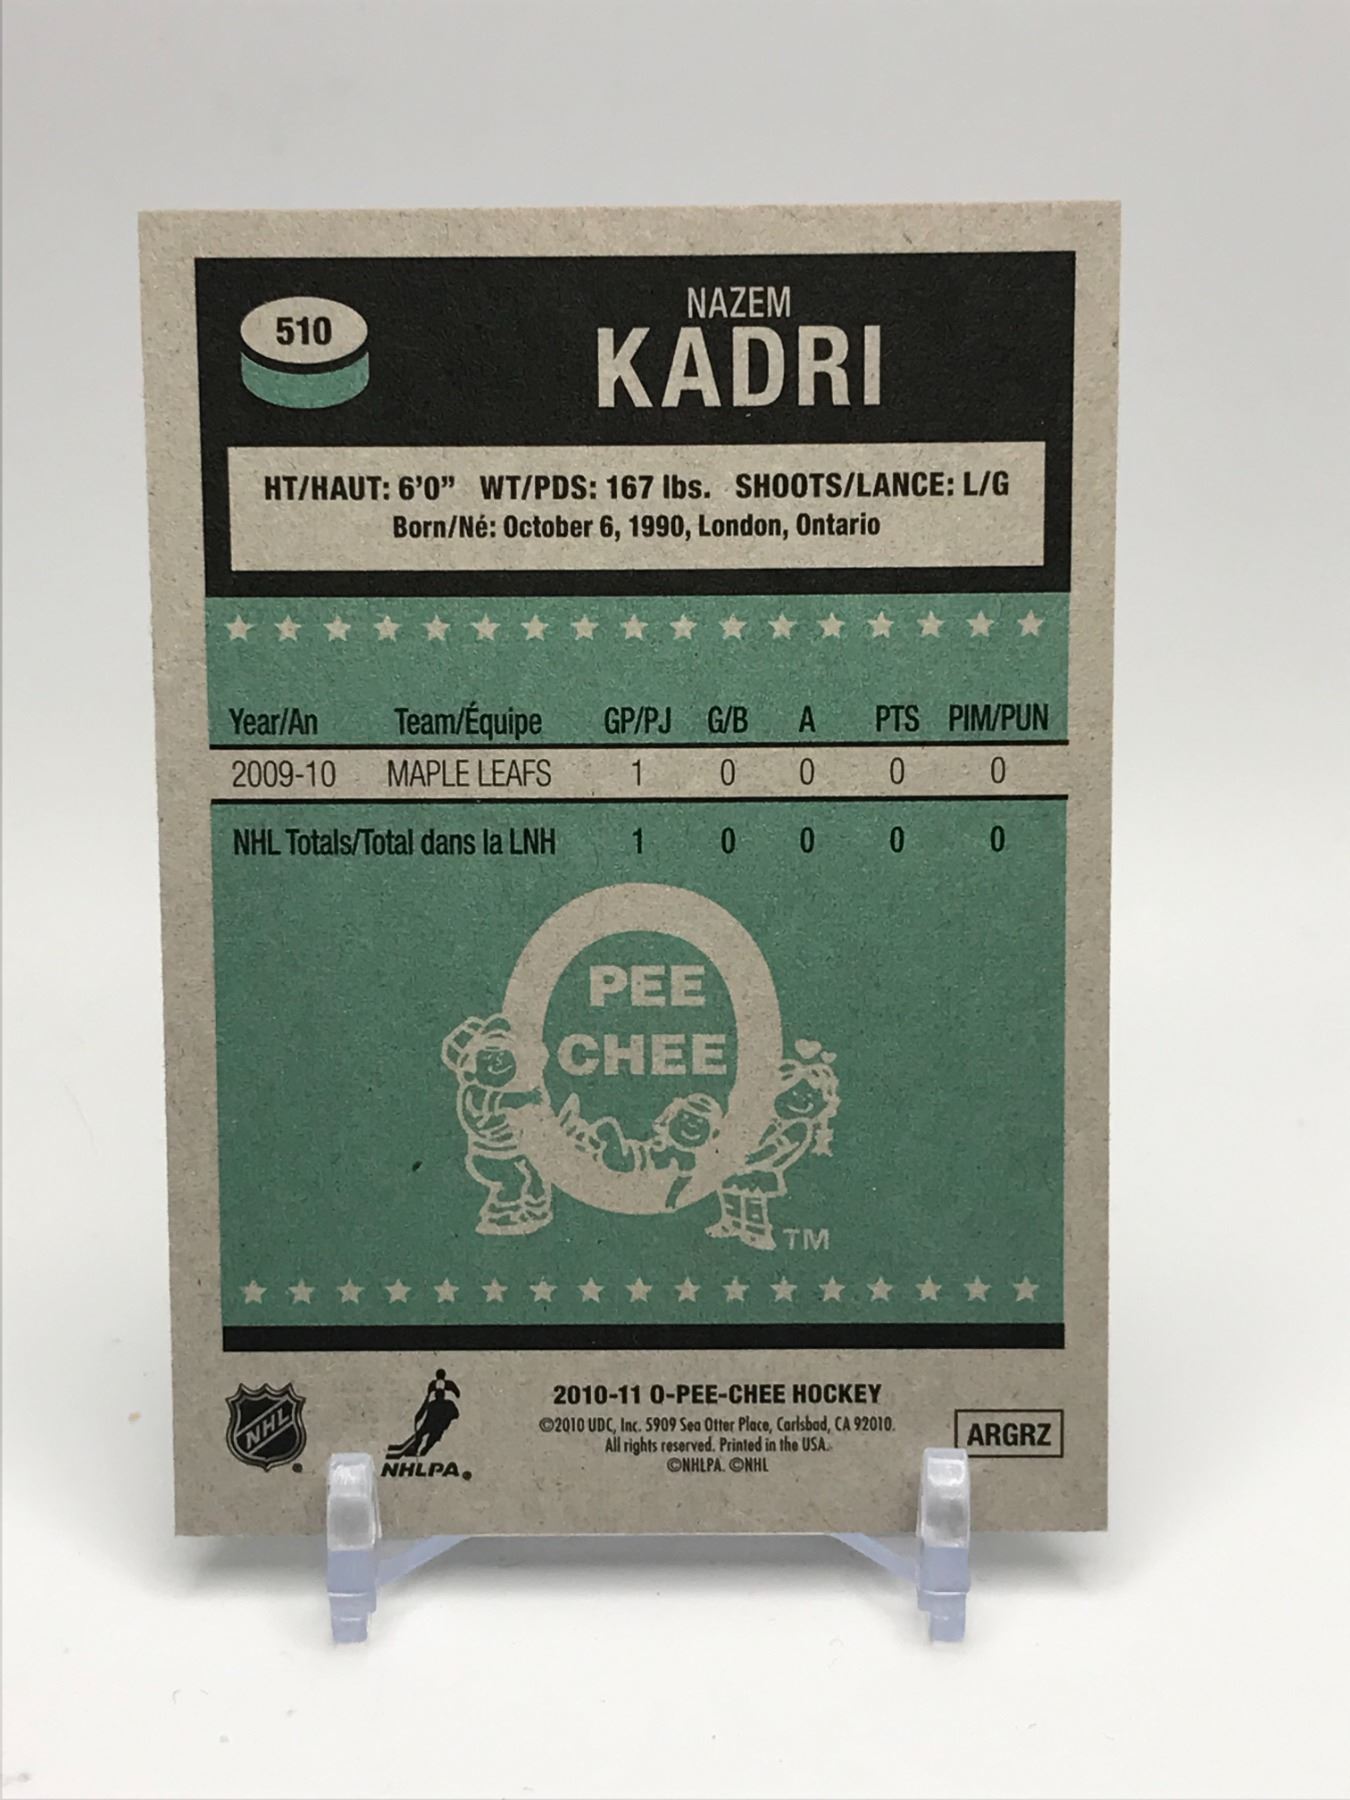 510
NAZEM
KADRI
HT/HAUT: 6'0" WT/PDS: 167 lbs. SHOOTS/LANCE: L/G
Born/Né: October 6, 1990, London, Ontario
Year/An Team/Équipe GP/PJ G/B A PTS PIM/PUN
2009-10 MAPLE LEAFS 1 0 0 0 0
NHL Totals/Total dans la LNH 1 0 0 0 0
O
PEE
CHEE
TM
NHL
NHLPA®
2010-11 O-PEE-CHEE HOCKEY
©2010 UDC, Inc. 5909 Sea Otter Place, Carlsbad, CA 92010.
All rights reserved. Printed in the USA.
©NHLPA. ©NHL
ARGRZ